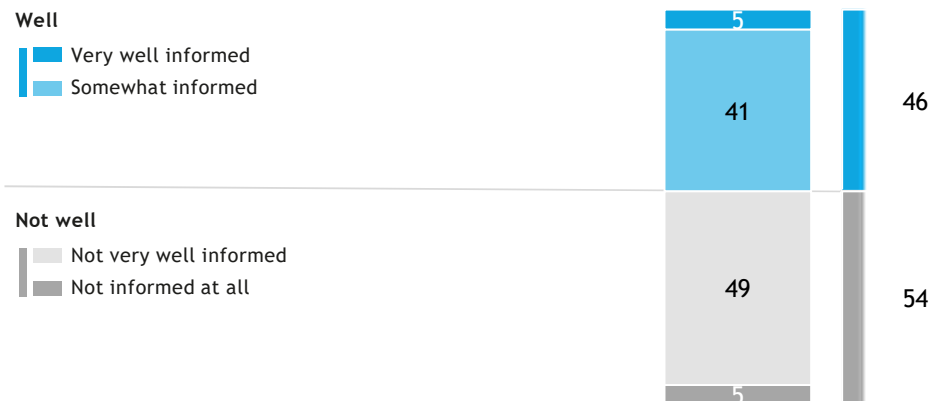 Well
Very well informed
Somewhat informed
5
41
46
Not well
Not very well informed
Not informed at all
49
54
5